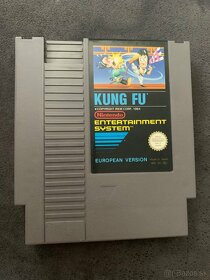 KUNG FU
Nintendo
ENTERTAINMENT
SYSTEM
EUROPEAN VERSION